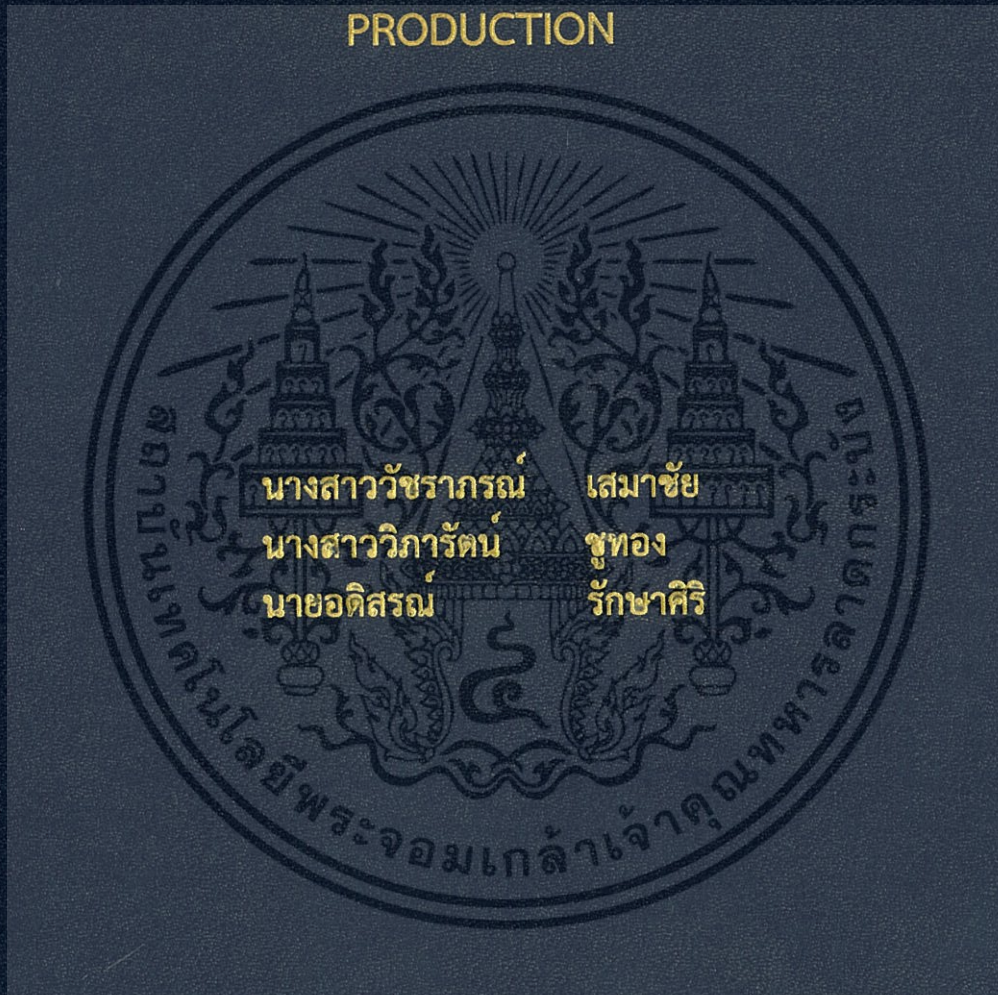 PRODUCTION
นางสาววัชราภรณ์ เสมาชัย
นางสาววิภารัตน์ ชูทอง
นายอดิสรณ์ รักษาศิริ
สถาบันเทคโนโลยีพระจอมเกล้าเจ้าคุณทหารลาดกระบัง
๔